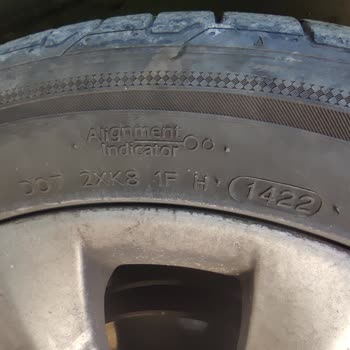 Alignment
Indicator
DOT 2XK8 1F H 1422